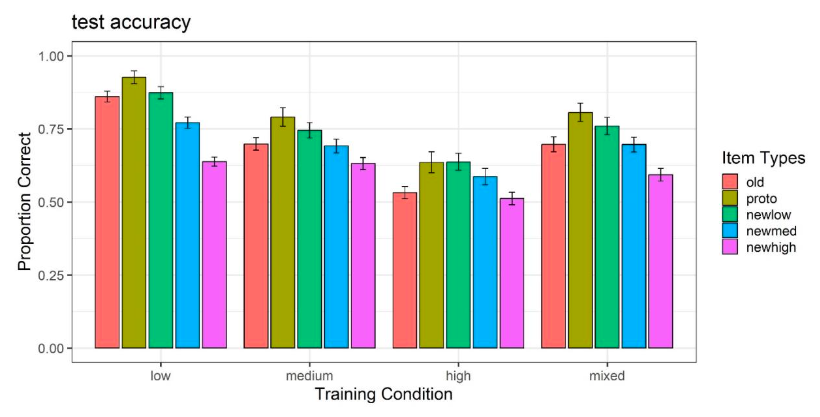 test accuracy
1.00
0.75
0.50
0.25
0.00
Proportion Correct
low
medium
high
mixed
Training Condition
Item Types
old
proto
newlow
newmed
newhigh